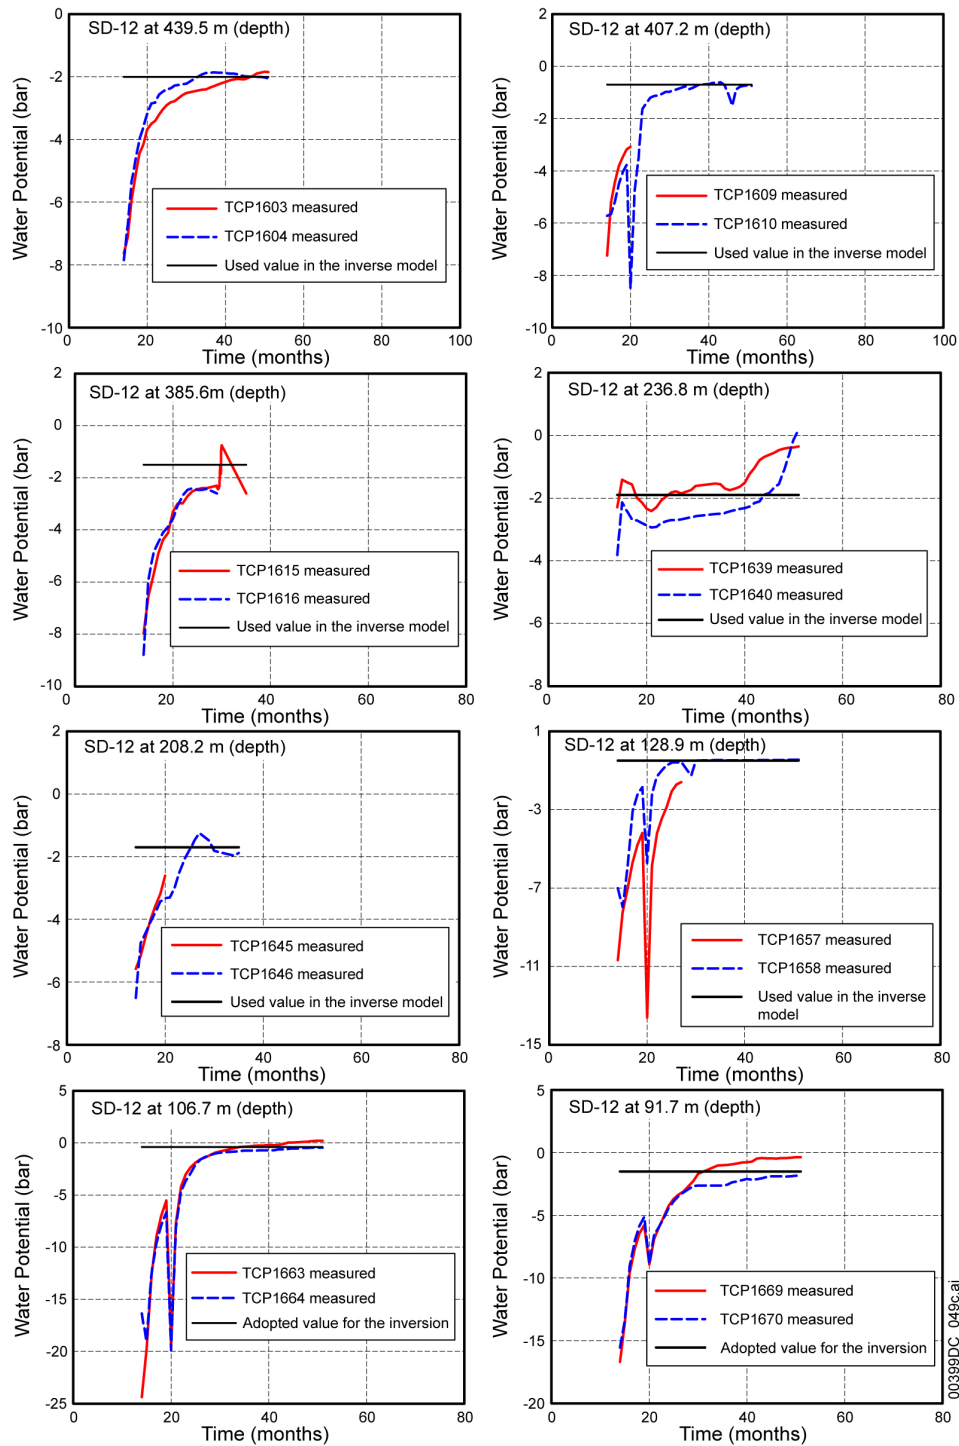 SD-12 at 439.5 m (depth)
Water Potential (bar)
0
-2
-4
-6
-8
-10
TCP1603 measured
TCP1604 measured
Used value in the inverse model
0 20 40 60 80 100
Time (months)
SD-12 at 407.2 m (depth)
Water Potential (bar)
2
0
-2
-4
-6
-8
-10
TCP1609 measured
TCP1610 measured
Used value in the inverse model
0 20 40 60 80 100
Time (months)
SD-12 at 385.6m (depth)
Water Potential (bar)
2
0
-2
-4
-6
-8
-10
TCP1615 measured
TCP1616 measured
Used value in the inverse model
0 20 40 60 80
Time (months)
SD-12 at 236.8 m (depth)
Water Potential (bar)
2
0
-2
-4
-6
-8
TCP1639 measured
TCP1640 measured
Used value in the inverse model
0 20 40 60 80
Time (months)
SD-12 at 208.2 m (depth)
Water Potential (bar)
2
0
-2
-4
-6
-8
TCP1645 measured
TCP1646 measured
Used value in the inverse model
0 20 40 60 80
Time (months)
SD-12 at 128.9 m (depth)
Water Potential (bar)
1
-3
-7
-11
-15
TCP1657 measured
TCP1658 measured
Used value in the inverse
model
0 20 40 60 80
Time (months)
SD-12 at 106.7 m (depth)
Water Potential (bar)
5
0
-5
-10
-15
-20
-25
TCP1663 measured
TCP1664 measured
Adopted value for the inversion
0 20 40 60 80
Time (months)
SD-12 at 91.7 m (depth)
Water Potential (bar)
5
0
-5
-10
-15
-20
TCP1669 measured
TCP1670 measured
Adopted value for the inversion
0 20 40 60 80
Time (months)
00399DC_049c.ai